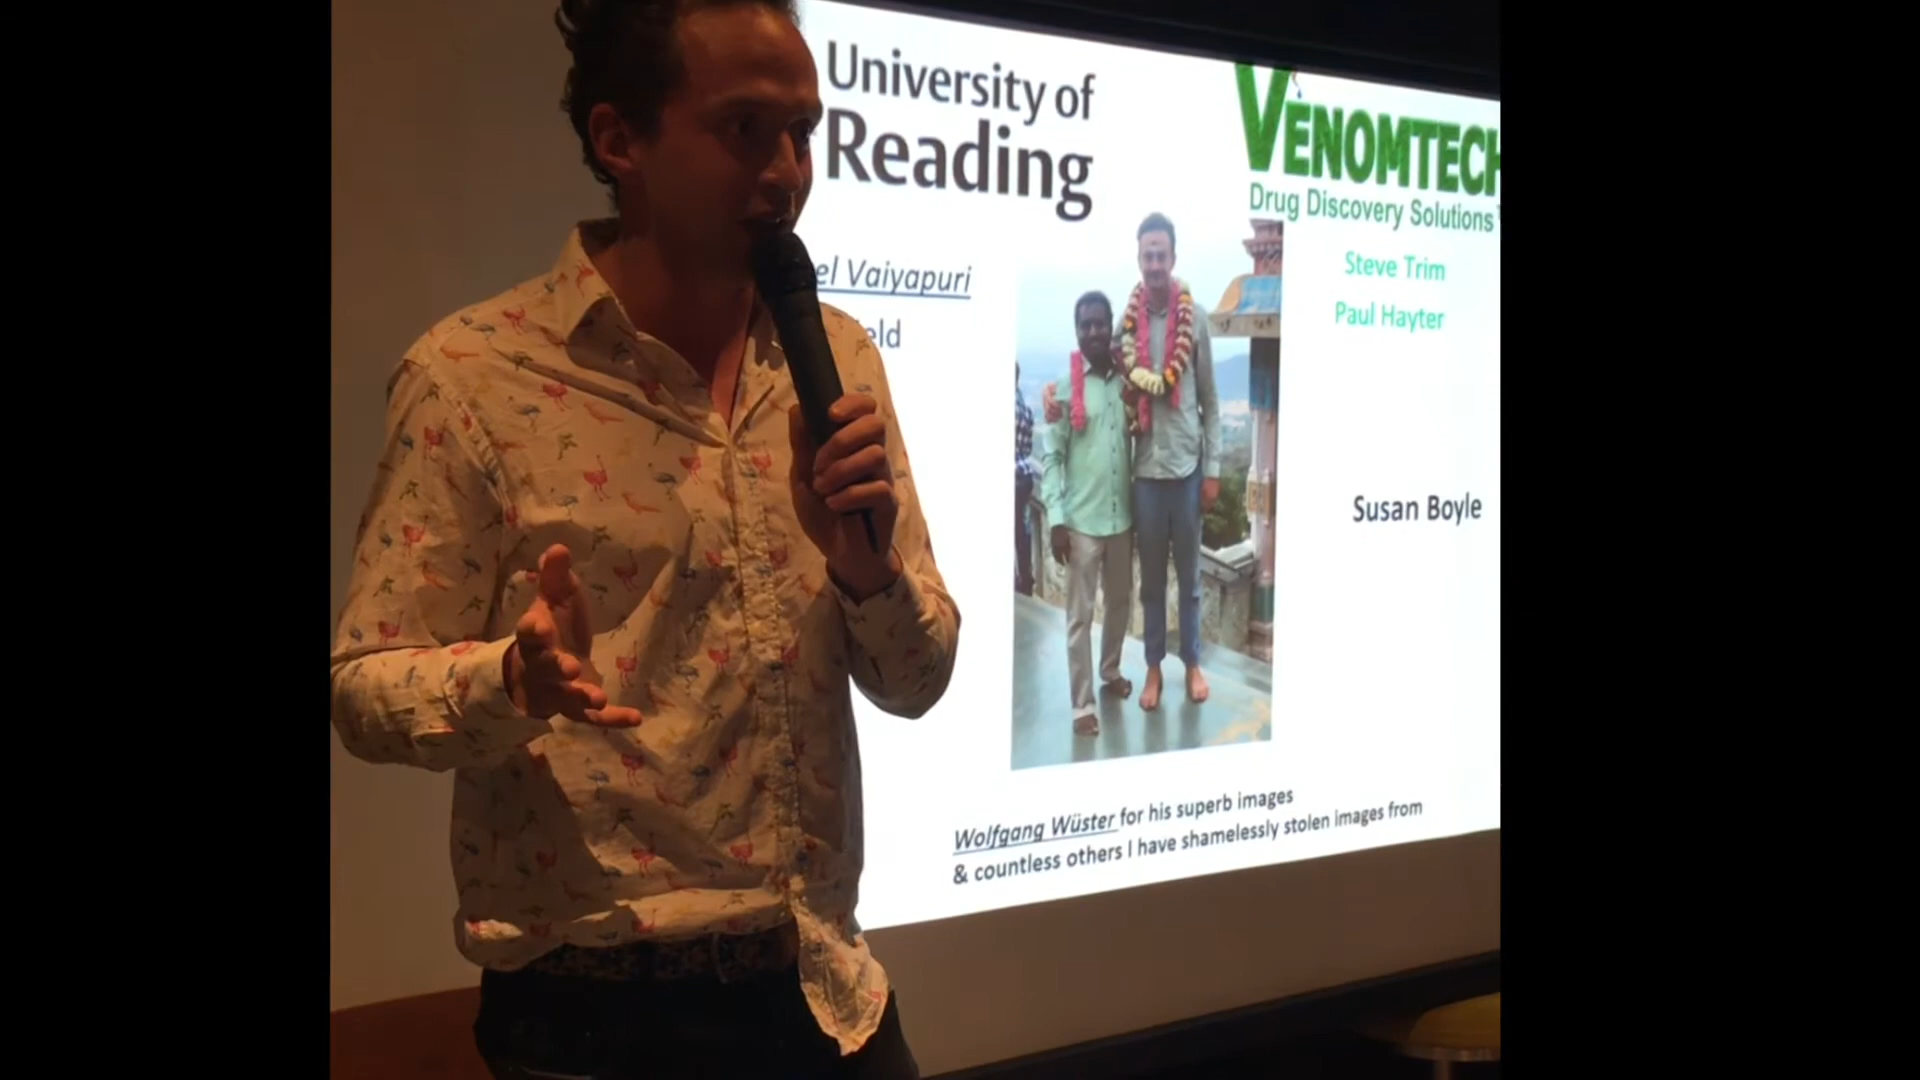 University of
Reading
VENOMTECH
Drug Discovery Solutions
el Vaiyapuri
eld
Steve Trim
Paul Hayter
Susan Boyle
Wolfgang Wüster for his superb images
& countless others I have shamelessly stolen images from